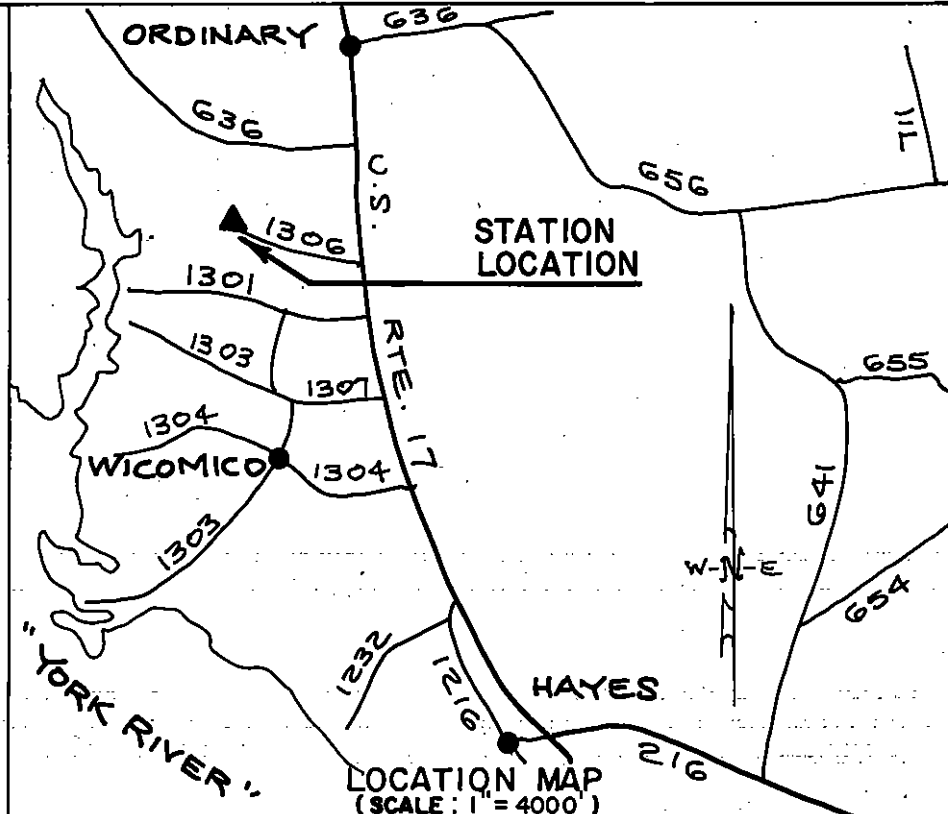 636
ORDINARY
636
711
U.S.
656
1306
STATION
LOCATION
1301
RTE. 17
1303
1307
655
1304
WICOMICO
1304
641
1303
W-N-E
654
1232
1216
HAYES
"YORK RIVER"
216
LOCATION MAP
(SCALE: 1" = 4000')